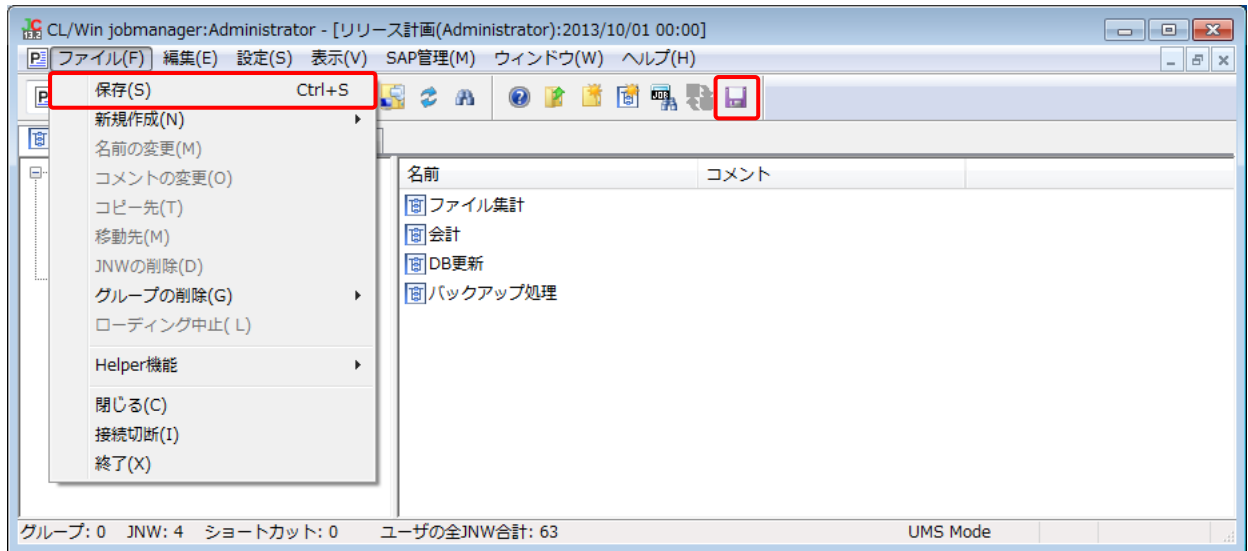 CL/Win jobmanager:Administrator - [リリース計画(Administrator):2013/10/01 00:00]
ファイル(F) 編集(E) 設定(S) 表示(V) SAP管理(M) ウィンドウ(W) ヘルプ(H)
保存(S) Ctrl+S
新規作成(N)
名前の変更(M)
コメントの変更(O)
コピー先(T)
移動先(M)
JNWの削除(D)
グループの削除(G)
ローディング中止( L)
Helper機能
閉じる(C)
接続切断(I)
終了(X)
名前 コメント
ファイル集計
会計
DB更新
バックアップ処理
グループ: 0 JNW: 4 ショートカット: 0 ユーザの全JNW合計: 63 UMS Mode